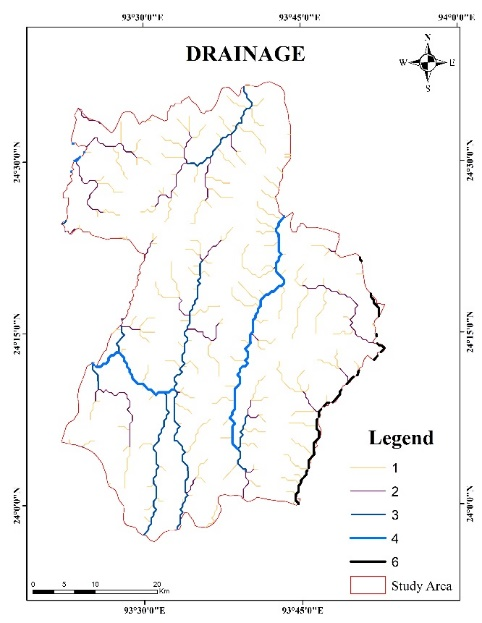 93°30'0"E 93°45'0"E 94°0'0"E
DRAINAGE
N
W E
S
24°30'0"N 24°30'0"N
24°15'0"N 24°15'0"N
24°0'0"N 24°0'0"N
Legend
1
2
3
4
6
Study Area
0 5 10 20
Km
93°30'0"E 93°45'0"E